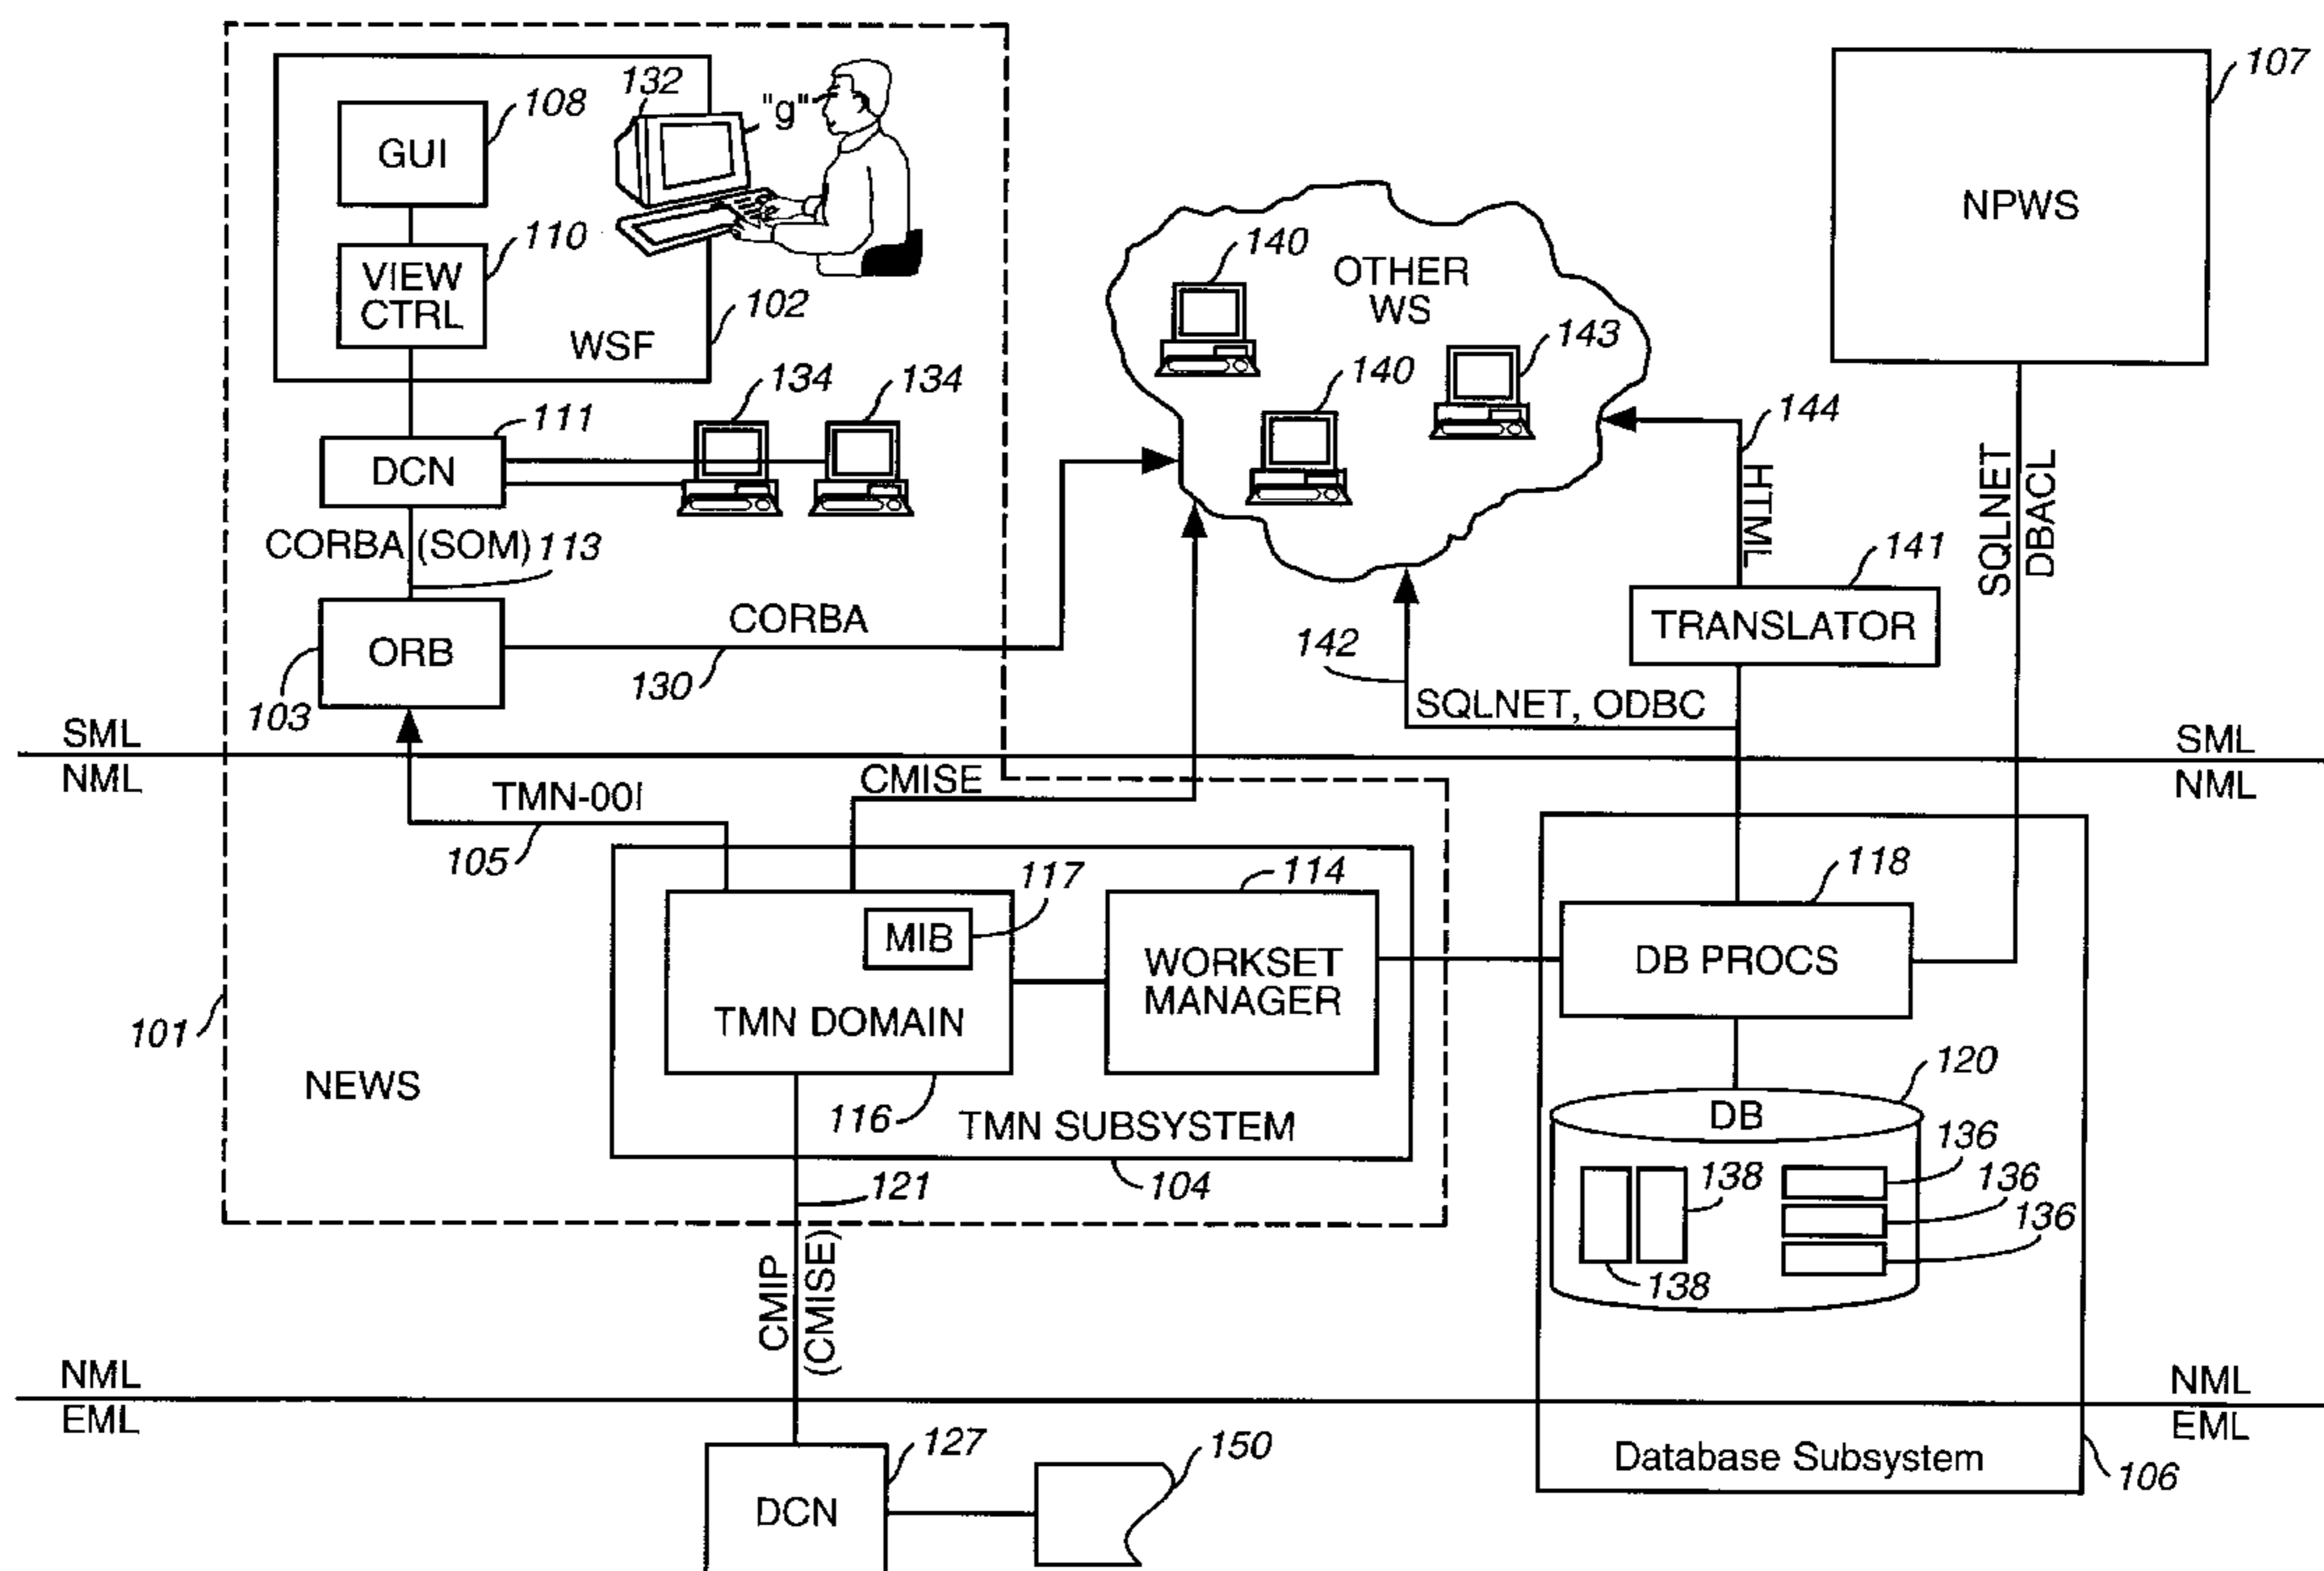 132
"g"
107
108
GUI
NPWS
110
VIEW
CTRL
140
OTHER
WS
102
WSF
143
140
134
134
111
144
DCN
HTML
SQLNET
DBACL
CORBA (SOM) 113
141
ORB
CORBA
TRANSLATOR
130
142
103
SQLNET, ODBC
SML
SML
NML
NML
CMISE
TMN-00I
105
117
114
118
MIB
WORKSET
MANAGER
DB PROCS
TMN DOMAIN
101
NEWS
120
116
TMN SUBSYSTEM
DB
136
138
136
121
104
136
138
CMIP
(CMISE)
NML
NML
EML
EML
127
150
Database Subsystem
106
DCN